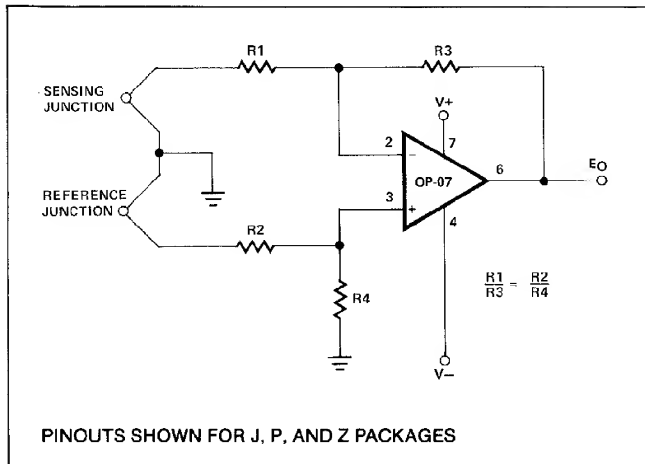 R1
R3
SENSING
JUNCTION
V+
2
7
−
6
EO
OP-07
REFERENCE
JUNCTION
3
+
4
R2
R1/R3 = R2/R4
R4
V−
PINOUTS SHOWN FOR J, P, AND Z PACKAGES